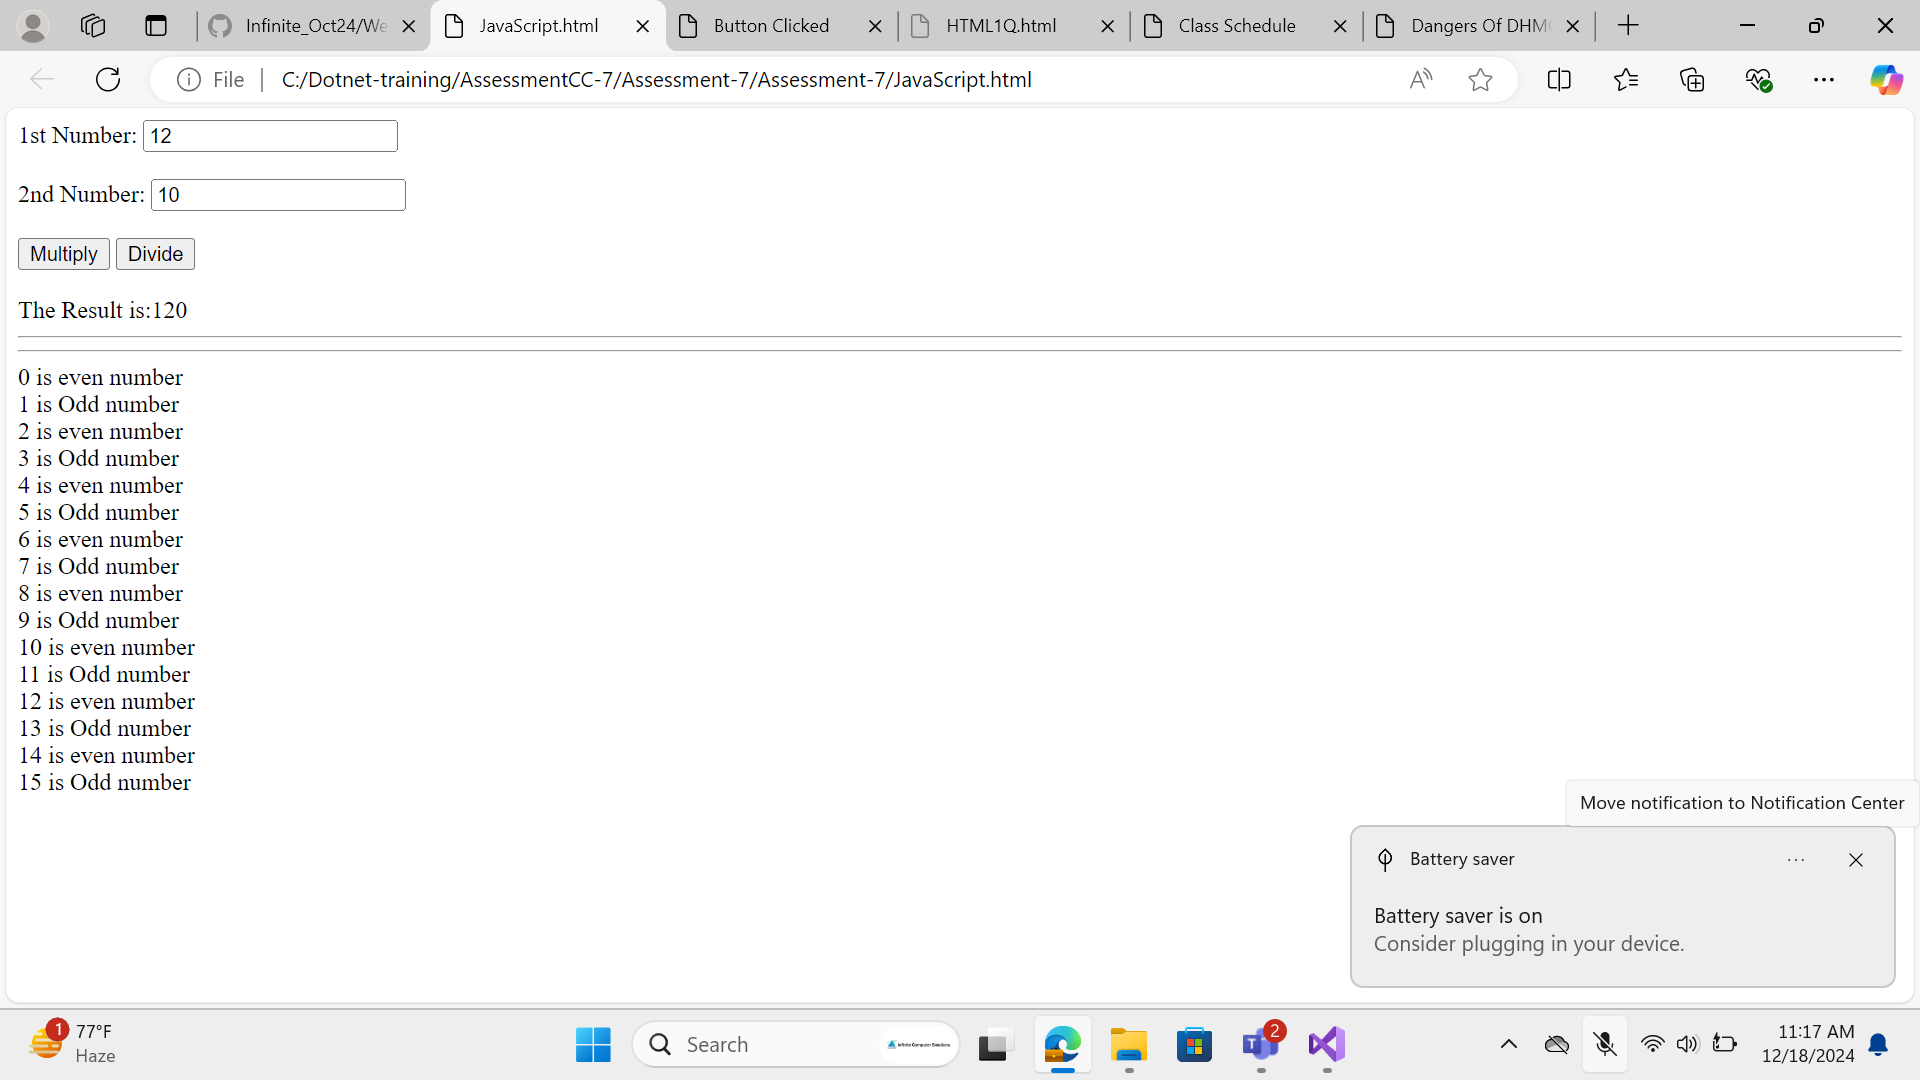 Infinite_Oct24/We
JavaScript.html
Button Clicked
HTML1Q.html
Class Schedule
Dangers Of DHM
File
C:/Dotnet-training/AssessmentCC-7/Assessment-7/Assessment-7/JavaScript.html
1st Number: 12
2nd Number: 10
Multiply Divide
The Result is:120
0 is even number
1 is Odd number
2 is even number
3 is Odd number
4 is even number
5 is Odd number
6 is even number
7 is Odd number
8 is even number
9 is Odd number
10 is even number
11 is Odd number
12 is even number
13 is Odd number
14 is even number
15 is Odd number
Move notification to Notification Center
Battery saver
Battery saver is on
Consider plugging in your device.
1
77°F
Haze
Search
Infinite Computer Solutions
2
11:17 AM
12/18/2024